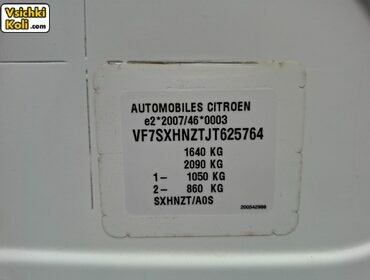 Vsichki
Koli .com
AUTOMOBILES CITROEN
e2*2007/46*0003
VF7SXHNZTJT625764
1640 KG
2090 KG
1- 1050 KG
2- 860 KG
SXHNZT/A0S
200542988